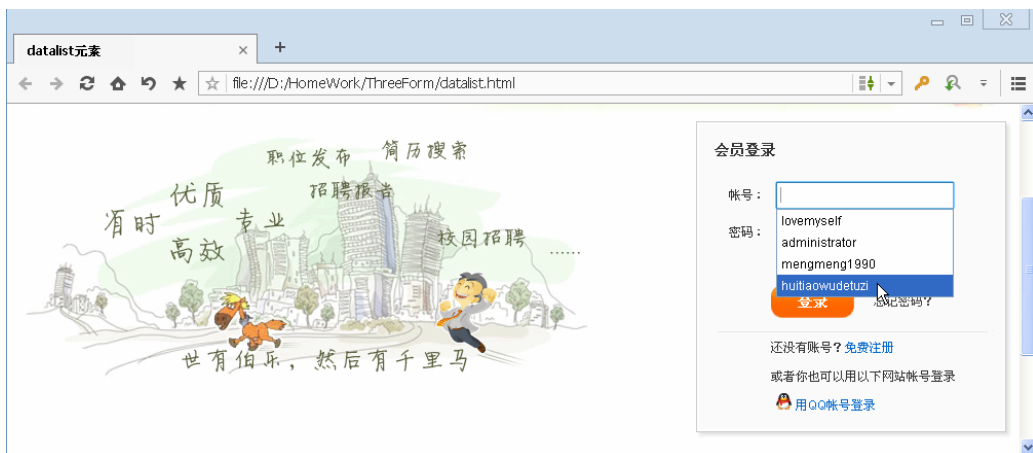 datalist元素
file:///D:/HomeWork/ThreeForm/datalist.html
职位发布
简历搜索
优质
招聘报告
省时
专业
高效
校园招聘
......
世有伯乐，然后有千里马
会员登录
帐号：
lovemyself
administrator
mengmeng1990
huitiaowudetuzi
密码：
登录
忘记密码？
还没有账号？免费注册
或者你也可以用以下网站帐号登录
用QQ帐号登录